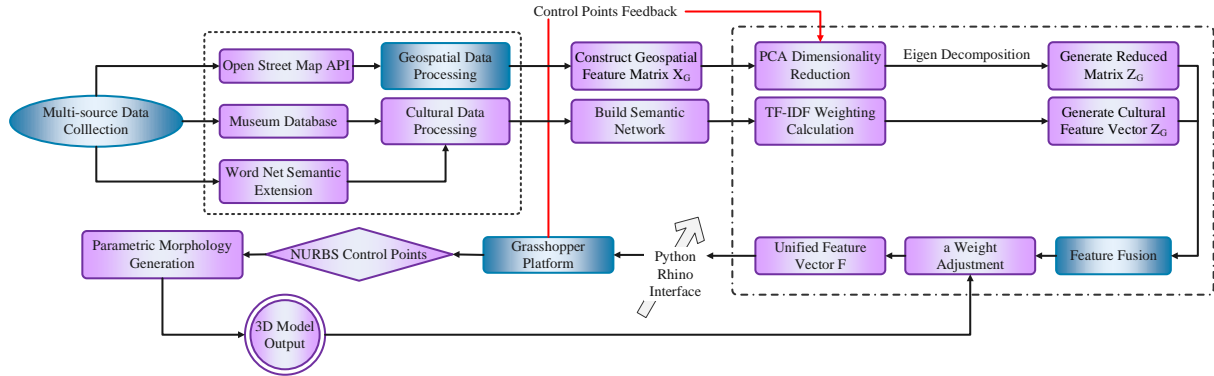 Control Points Feedback
Open Street Map API
Geospatial Data
Processing
Construct Geospatial
Feature Matrix X_G
PCA Dimensionality
Reduction
Eigen Decomposition
Generate Reduced
Matrix Z_G
Multi-source Data
Colllection
Museum Database
Cultural Data
Processing
Build Semantic
Network
TF-IDF Weighting
Calculation
Generate Cultural
Feature Vector Z_G
Word Net Semantic
Extension
Parametric Morphology
Generation
NURBS Control Points
Grasshopper
Platform
Python
Rhino
Interface
Unified Feature
Vector F
a Weight
Adjustment
Feature Fusion
3D Model
Output